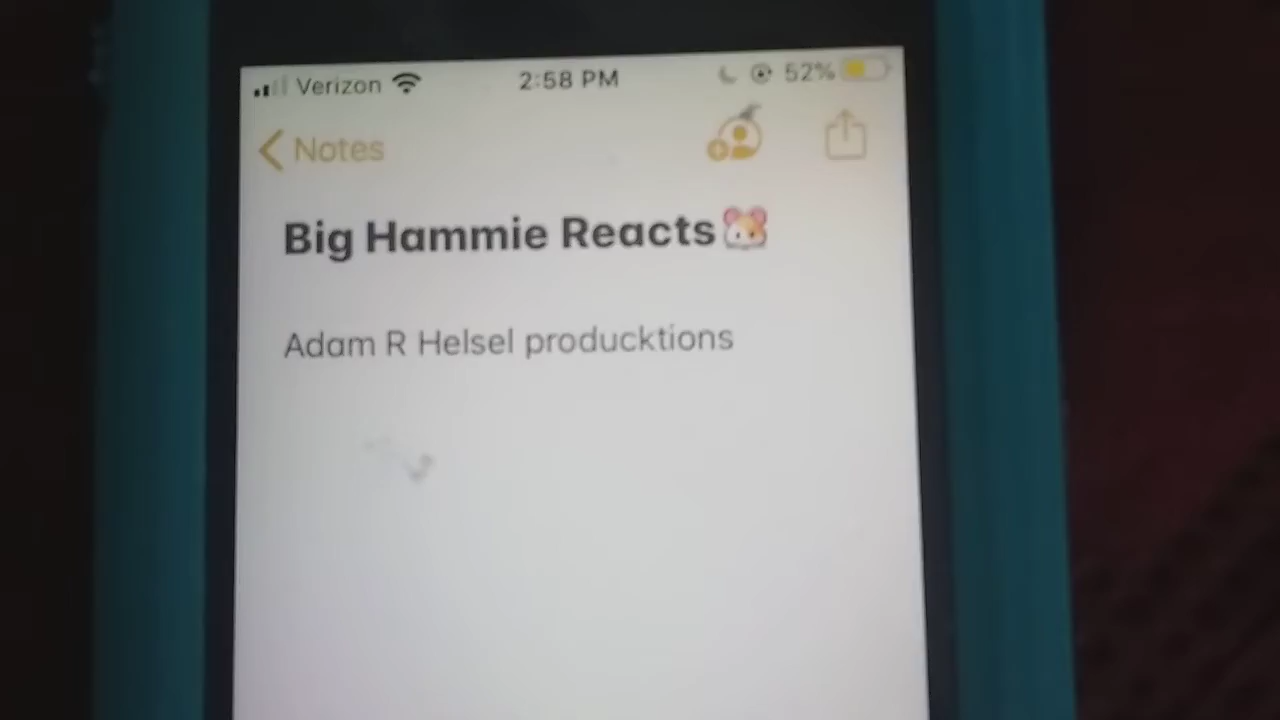 Verizon 2:58 PM 52%
Notes
Big Hammie Reacts🐹
Adam R Helsel producktions